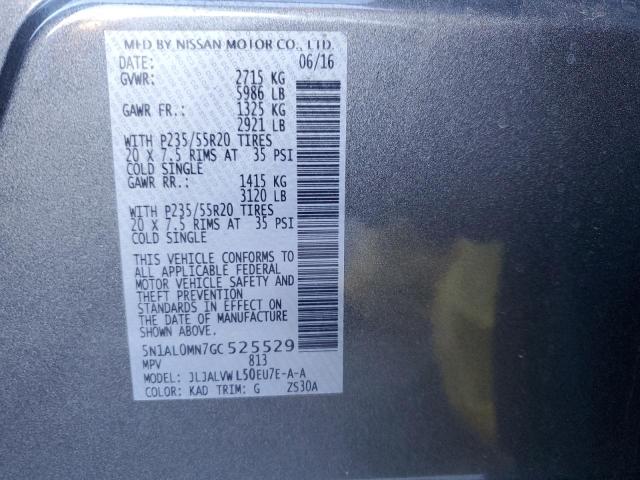 MFD BY NISSAN MOTOR CO., LTD.
DATE: 06/16
GVWR: 2715 KG
5986 LB
GAWR FR.: 1325 KG
2921 LB
WITH P235/55R20 TIRES
20 X 7.5 RIMS AT 35 PSI
COLD SINGLE
GAWR RR.: 1415 KG
3120 LB
WITH P235/55R20 TIRES
20 X 7.5 RIMS AT 35 PSI
COLD SINGLE
THIS VEHICLE CONFORMS TO
ALL APPLICABLE FEDERAL
MOTOR VEHICLE SAFETY AND
THEFT PREVENTION
STANDARDS IN EFFECT ON
THE DATE OF MANUFACTURE
SHOWN ABOVE.
5N1AL0MN7GC525529
MPV 813
MODEL: JLJALVWL50EU7E-A-A
COLOR: KAD TRIM: G ZS30A